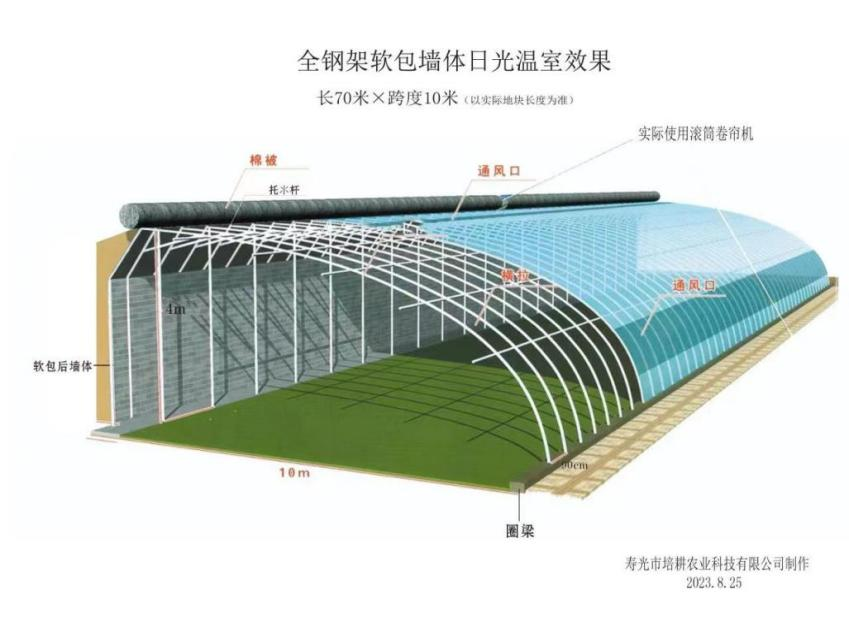 全钢架软包墙体日光温室效果
长70米×跨度10米（以实际地块长度为准）
实际使用滚筒卷帘机
棉被
通风口
托氺杆
横拉
通风口
4m
软包后墙体
10m
90cm
圈梁
寿光市培耕农业科技有限公司制作
2023.8.25